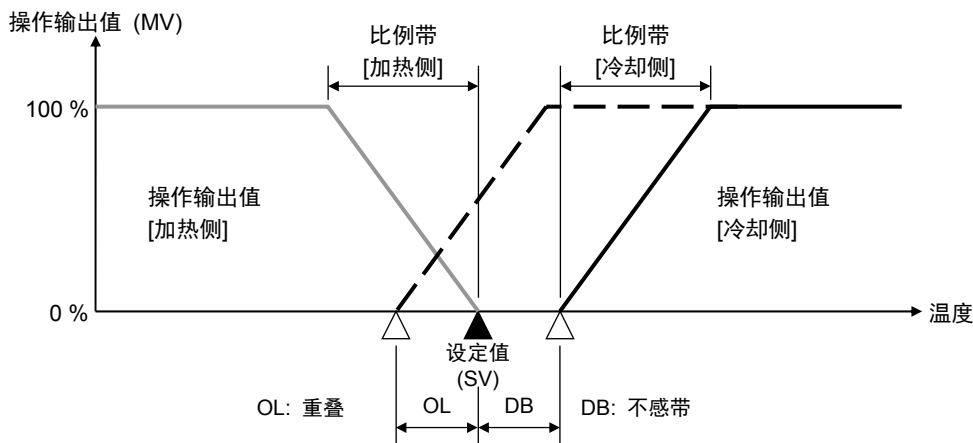 操作输出值 (MV)
比例带
[加热侧]
比例带
[冷却侧]
100 %
操作输出值
[加热侧]
操作输出值
[冷却侧]
0 %
温度
设定值
(SV)
OL: 重叠
OL
DB
DB: 不感带